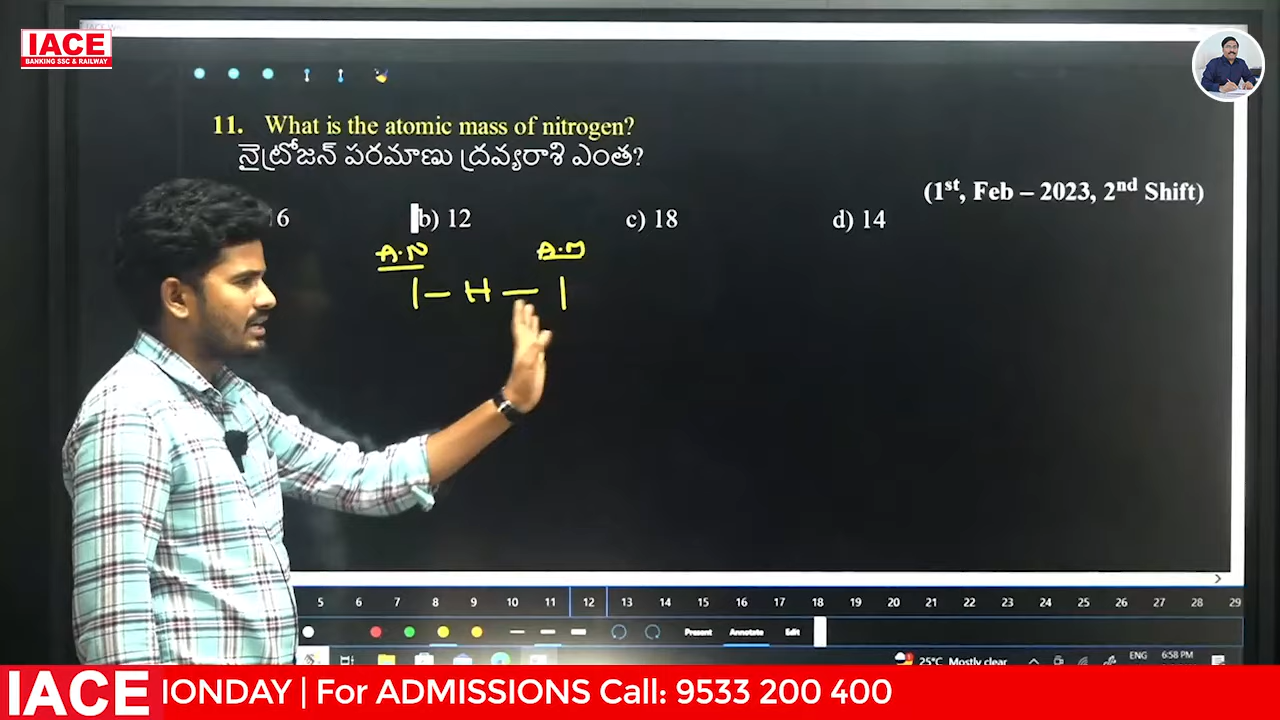 IACE
BANKING SSC & RAILWAY
11. What is the atomic mass of nitrogen?
నైట్రోజన్ పరమాణు ద్రవ్యరాశి ఎంత?
(1st, Feb – 2023, 2nd Shift)
16 b) 12 c) 18 d) 14
A.N A.M
1 – H – 1
5 6 7 8 9 10 11 12 13 14 15 16 17 18 19 20 21 22 23 24 25 26 27 28 29
Present Annotate Edit
25°C Mostly clear ENG 6:58 PM
IACE IONDAY | For ADMISSIONS Call: 9533 200 400